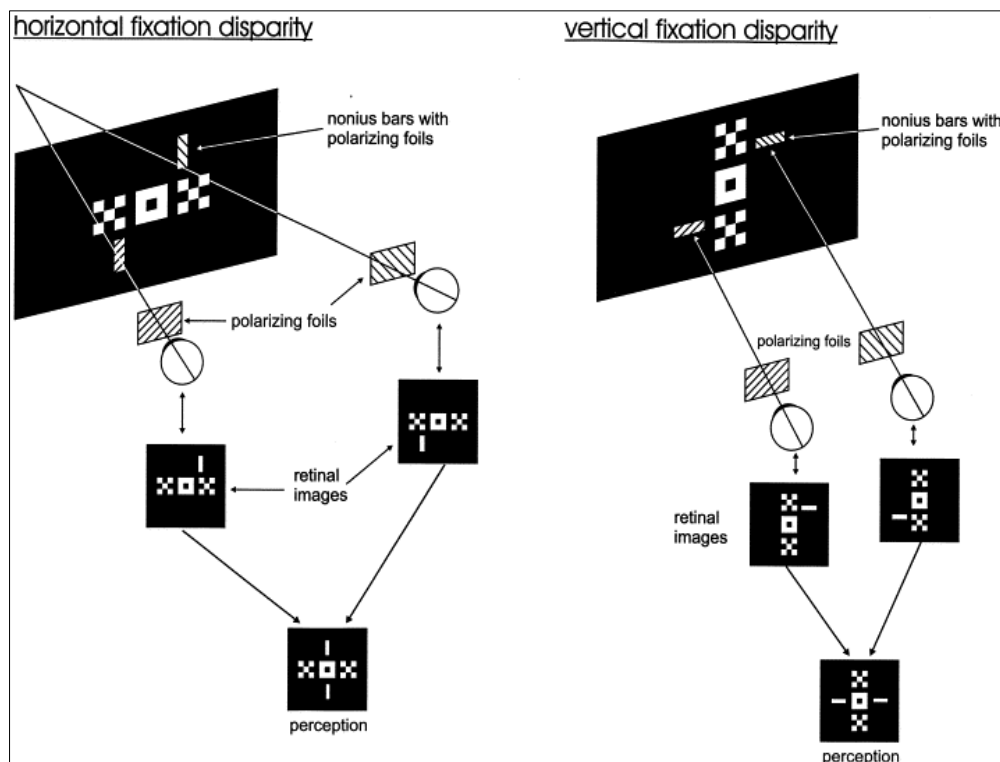 horizontal fixation disparity
nonius bars with
polarizing foils
polarizing foils
retinal
images
perception
vertical fixation disparity
nonius bars with
polarizing foils
polarizing foils
retinal
images
perception